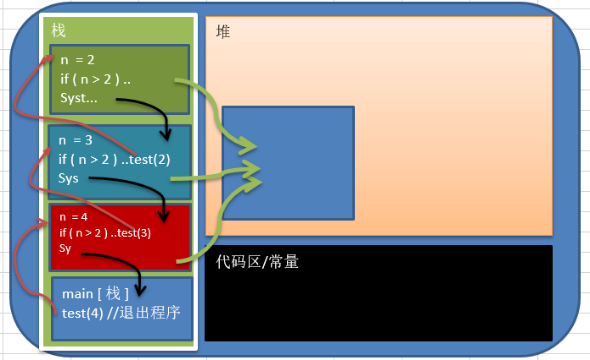 栈
n = 2
if ( n > 2 ) ..
Syst...
n = 3
if ( n > 2 ) ..test(2)
Sys
n = 4
if ( n > 2 ) ..test(3)
Sy
main [ 栈 ]
test(4) //退出程序
堆
代码区/常量